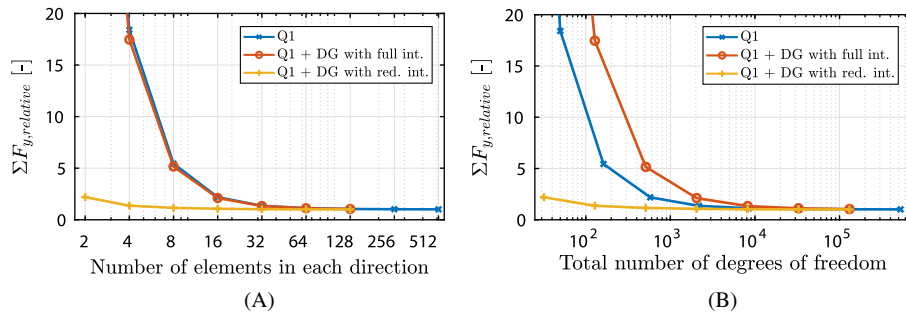 20
15
10
5
0
ΣF_{y,relative} [-]
Q1
Q1 + DG with full int.
Q1 + DG with red. int.
2 4 8 16 32 64 128 256 512
Number of elements in each direction
(A)
20
15
10
5
0
ΣF_{y,relative} [-]
Q1
Q1 + DG with full int.
Q1 + DG with red. int.
10^2 10^3 10^4 10^5
Total number of degrees of freedom
(B)